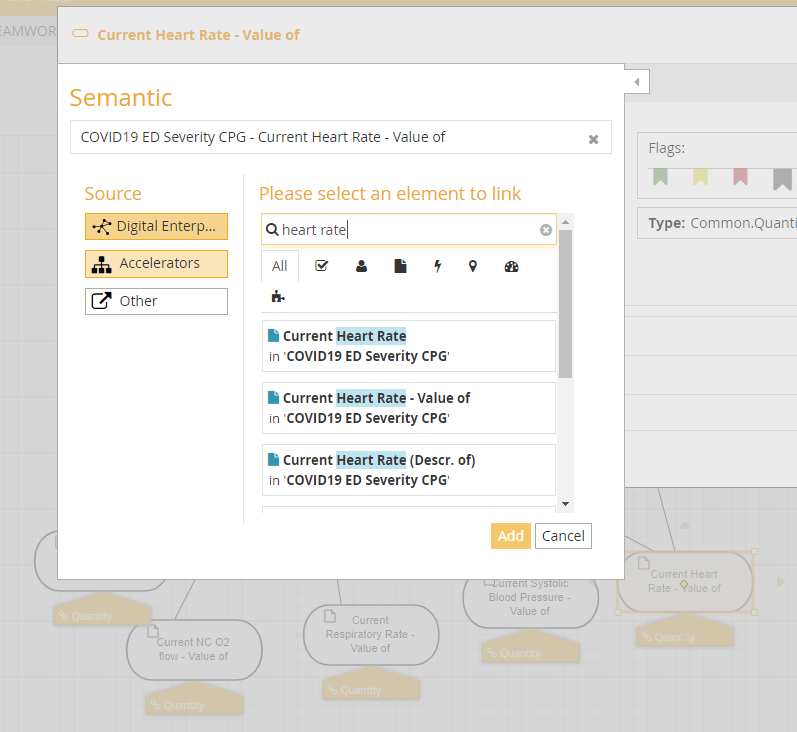 EAMWOR
Current Heart Rate - Value of
Semantic
COVID19 ED Severity CPG - Current Heart Rate - Value of
Source
Digital Enterp...
Accelerators
Other
Please select an element to link
heart rate
All
Current Heart Rate
in 'COVID19 ED Severity CPG'
Current Heart Rate - Value of
in 'COVID19 ED Severity CPG'
Current Heart Rate (Descr. of)
in 'COVID19 ED Severity CPG'
Add
Cancel
Flags:
Type: Common.Quanti
Quantity
Current NC O2
flow - Value of
Quantity
Current
Respiratory Rate -
Value of
Quantity
Current Systolic
Blood Pressure -
Value of
Quantity
Current Heart
Rate - Value of
Quantity